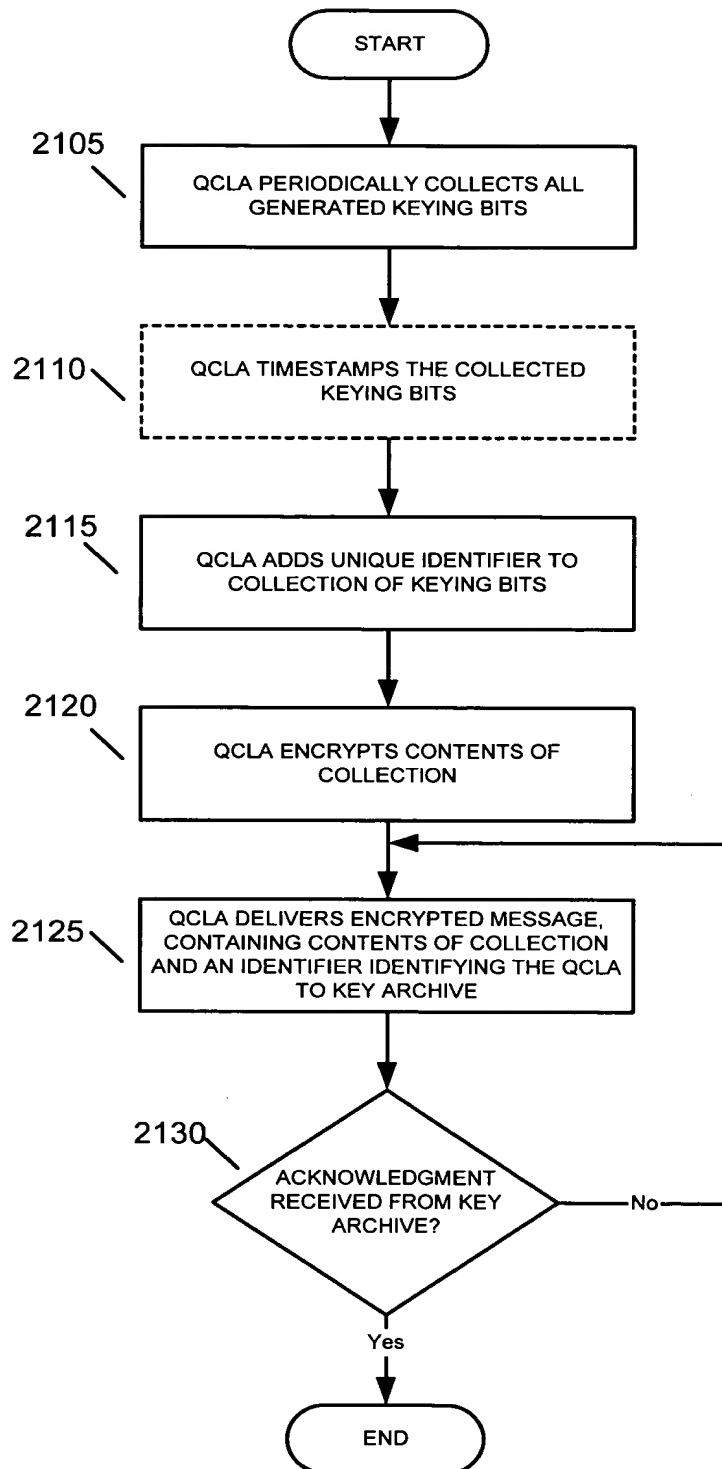 START
2105
QCLA PERIODICALLY COLLECTS ALL
GENERATED KEYING BITS
2110
QCLA TIMESTAMPS THE COLLECTED
KEYING BITS
2115
QCLA ADDS UNIQUE IDENTIFIER TO
COLLECTION OF KEYING BITS
2120
QCLA ENCRYPTS CONTENTS OF
COLLECTION
2125
QCLA DELIVERS ENCRYPTED MESSAGE,
CONTAINING CONTENTS OF COLLECTION
AND AN IDENTIFIER IDENTIFYING THE QCLA
TO KEY ARCHIVE
2130
ACKNOWLEDGMENT
RECEIVED FROM KEY
ARCHIVE?
No
Yes
END